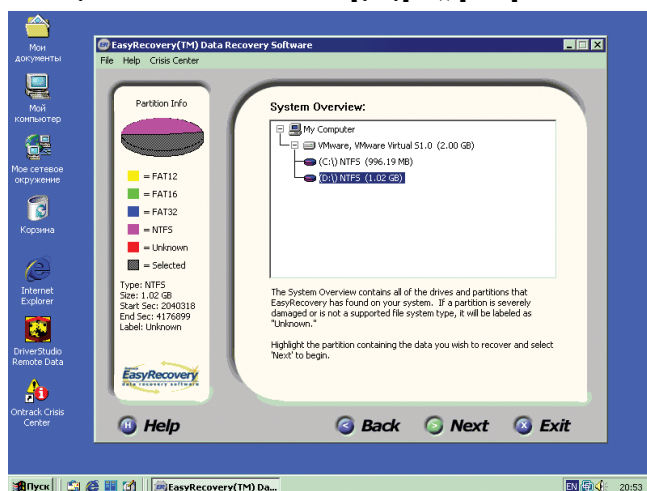 Мои
документы
Мой
компьютер
Мое сетевое
окружение
Корзина
Internet
Explorer
DriverStudio
Remote Data
Ontrack Crisis
Center
EasyRecovery(TM) Data Recovery Software
File Help Crisis Center
Partition Info
= FAT12
= FAT16
= FAT32
= NTFS
= Unknown
= Selected
Type: NTFS
Size: 1.02 GB
Start Sec: 2040318
End Sec: 4176899
Label: Unknown
EasyRecovery
data recovery software
System Overview:
My Computer
VMware, VMware Virtual S1.0 (2.00 GB)
(C:\) NTFS (996.19 MB)
(D:\) NTFS (1.02 GB)
The System Overview contains all of the drives and partitions that
EasyRecovery has found on your system. If a partition is severely
damaged or is not a supported file system type, it will be labeled as
"Unknown."
Highlight the partition containing the data you wish to recover and select
'Next' to begin.
Help
Back
Next
Exit
Пуск
EasyRecovery(TM) Da...
EN
20:53